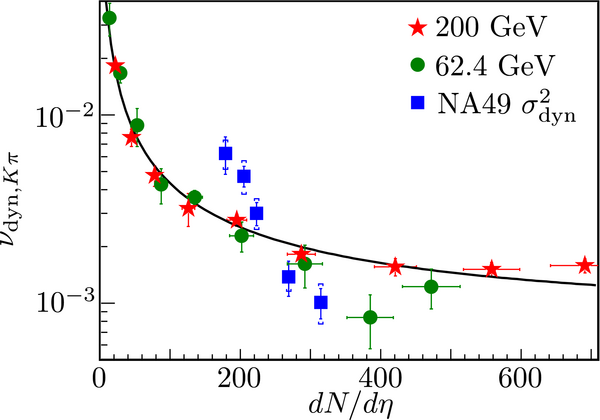 200 GeV
62.4 GeV
NA49 σ²dyn
10⁻²
10⁻³
νdyn,Kπ
0 200 400 600
dN/dη